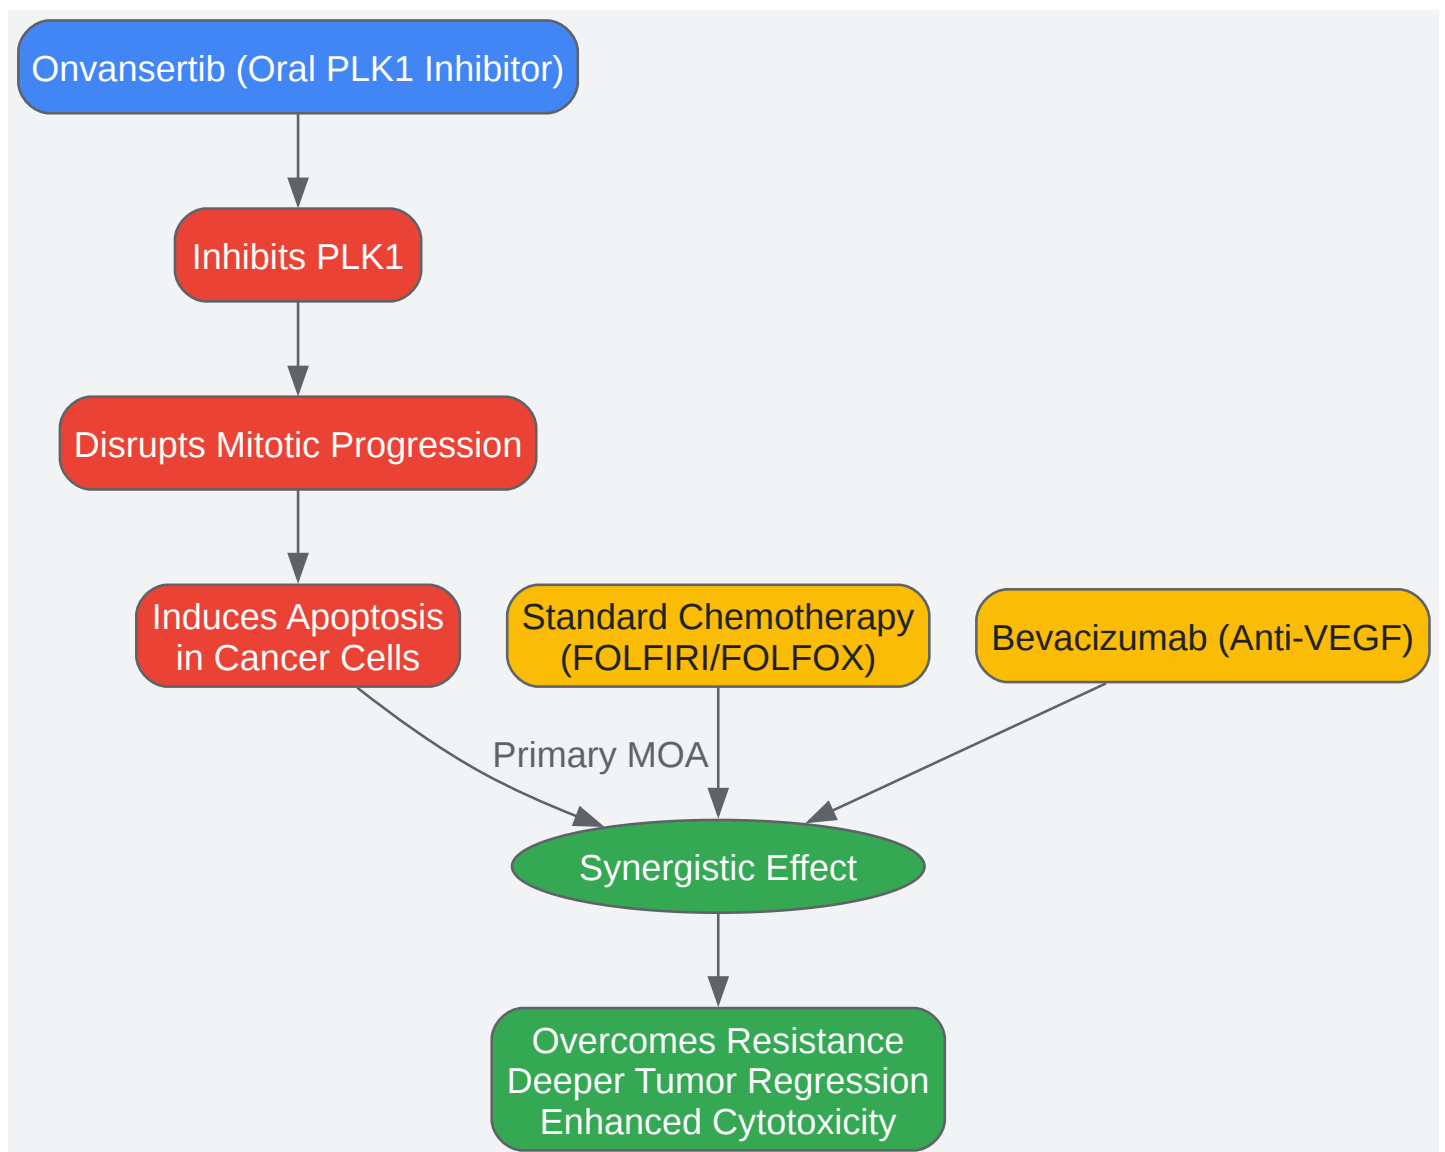 Onvansertib (Oral PLK1 Inhibitor)
Inhibits PLK1
Disrupts Mitotic Progression
Induces Apoptosis
in Cancer Cells
Standard Chemotherapy
(FOLFIRI/FOLFOX)
Bevacizumab (Anti-VEGF)
Primary MOA
Synergistic Effect
Overcomes Resistance
Deeper Tumor Regression
Enhanced Cytotoxicity